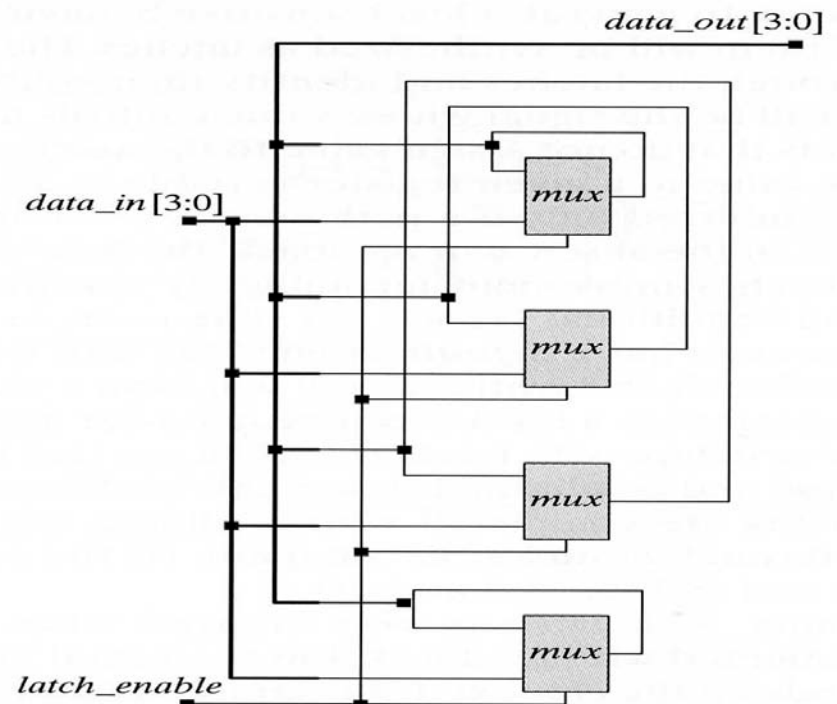 data_out[3:0]
mux
data_in[3:0]
mux
mux
mux
latch_enable